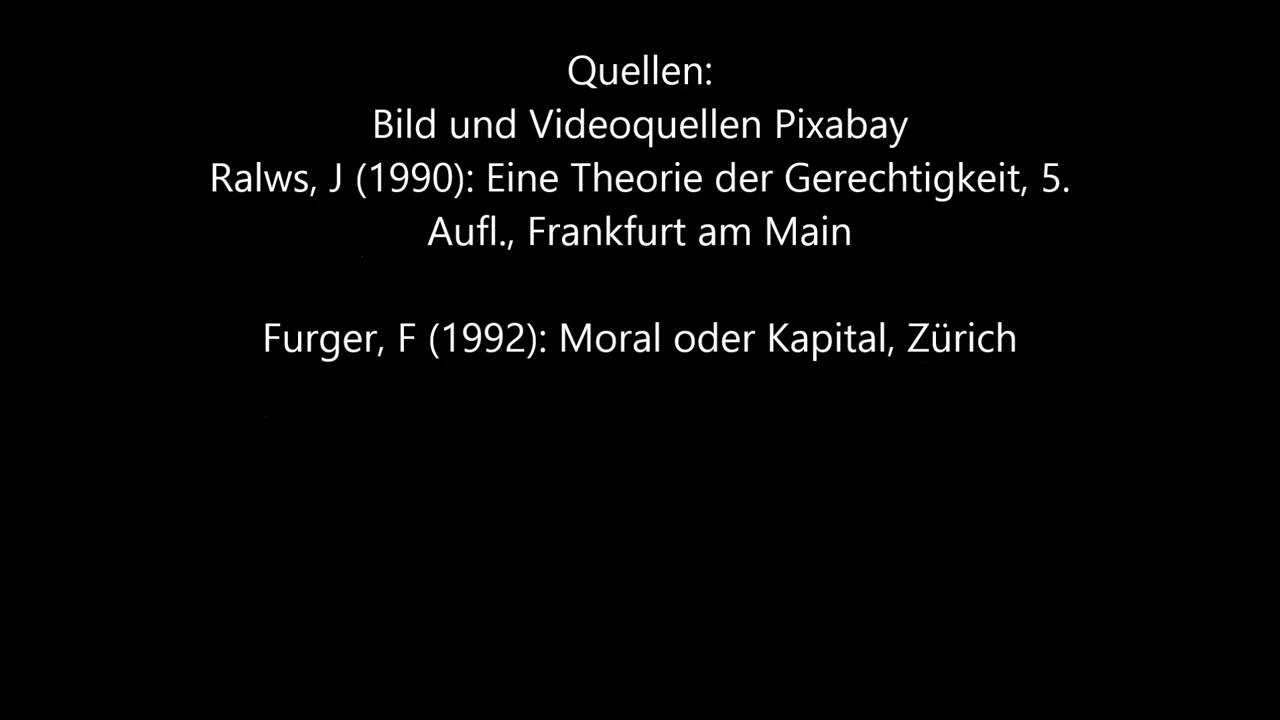 Quellen:
Bild und Videoquellen Pixabay
Ralws, J (1990): Eine Theorie der Gerechtigkeit, 5.
Aufl., Frankfurt am Main
Furger, F (1992): Moral oder Kapital, Zürich